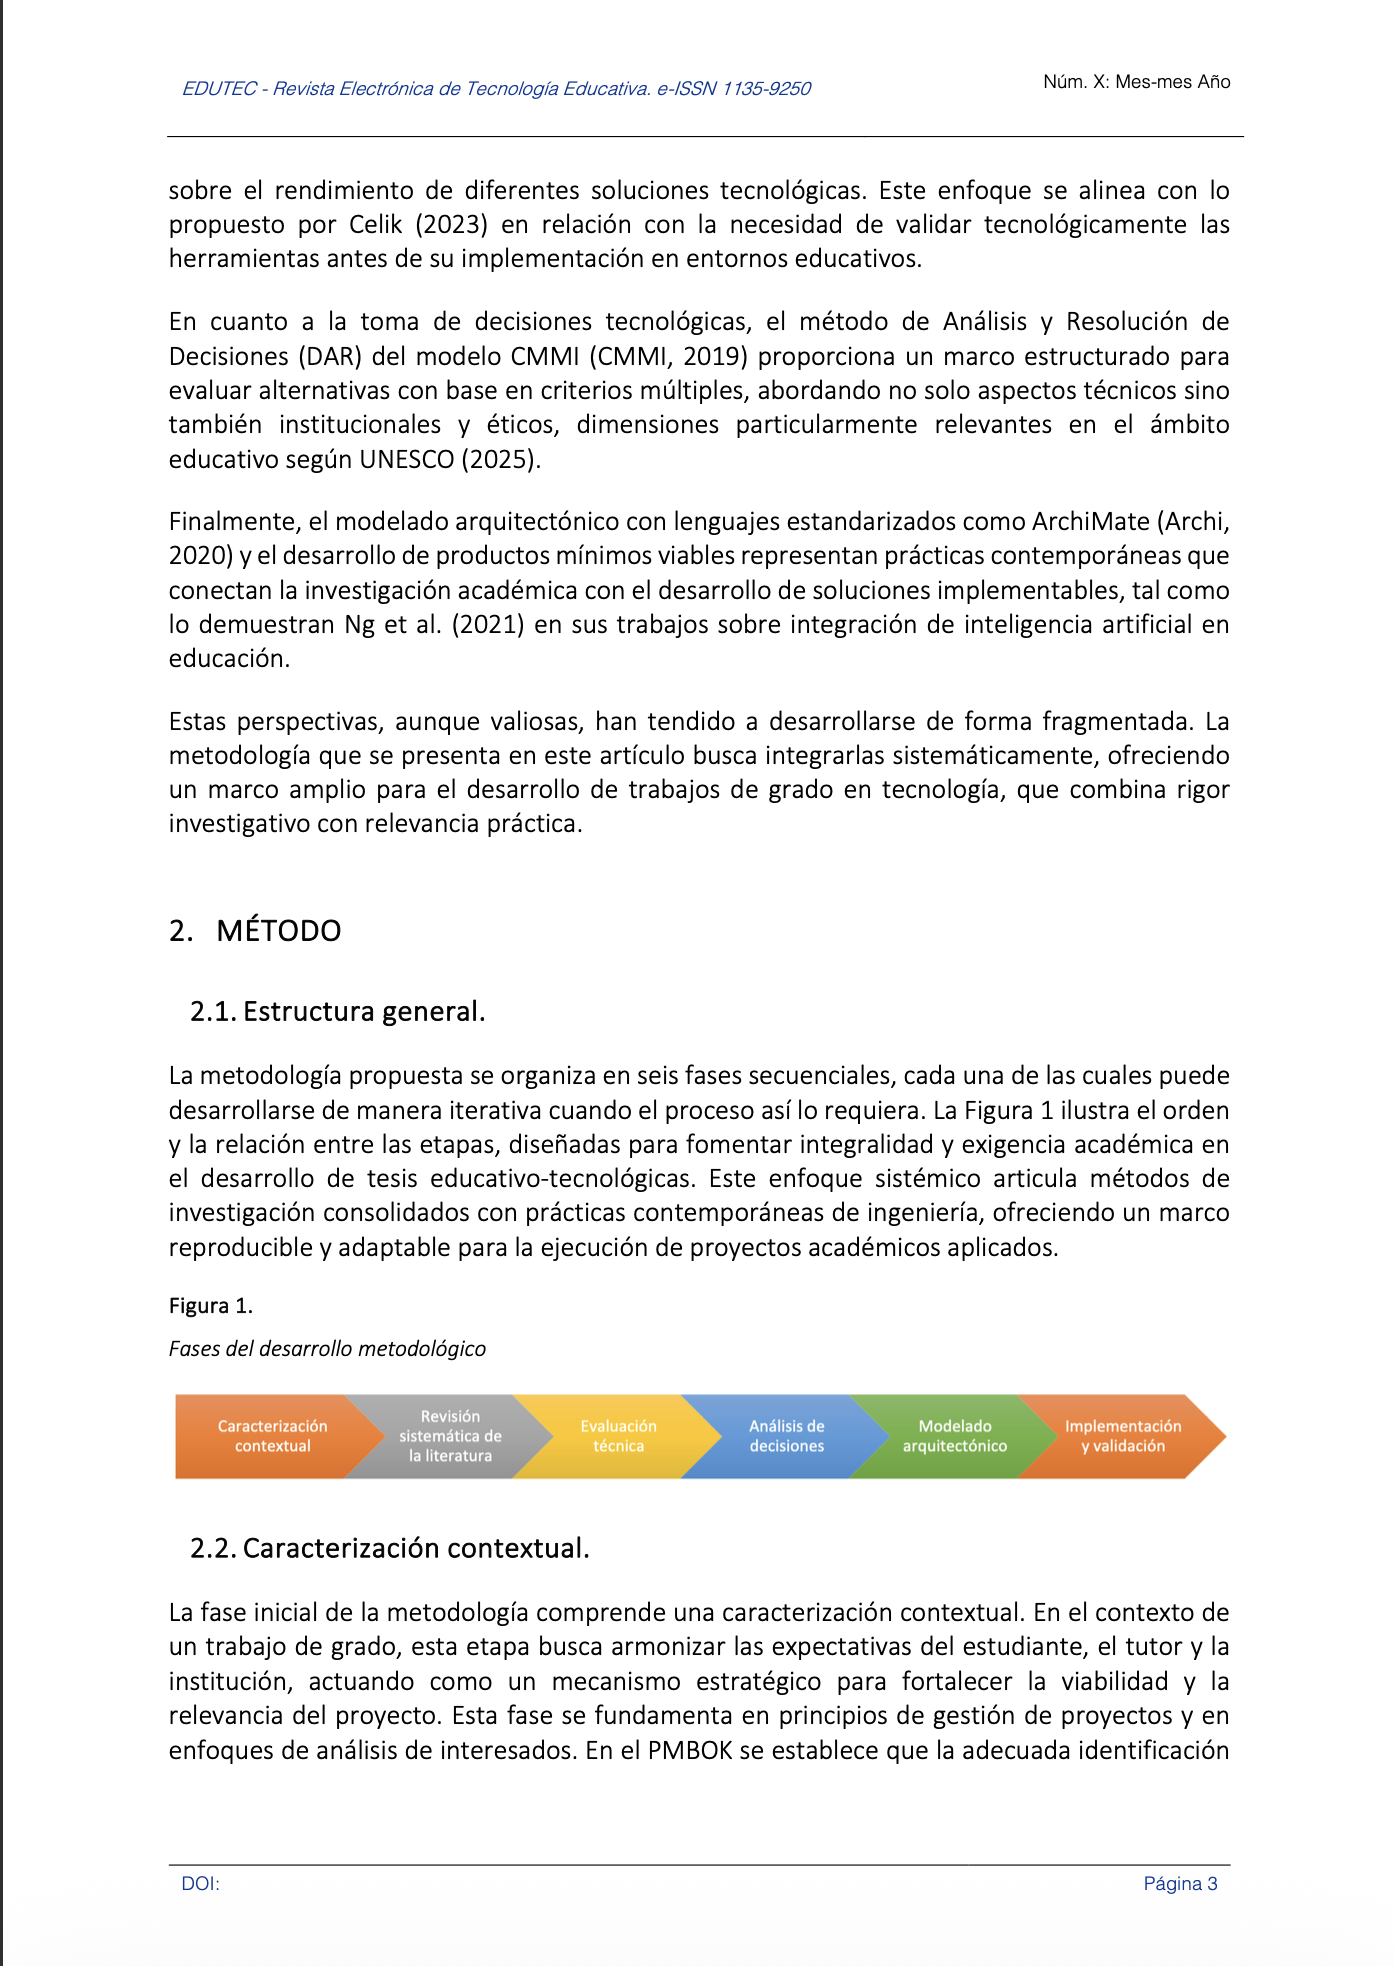 EDUTEC - Revista Electrónica de Tecnología Educativa. e-ISSN 1135-9250
Núm. X: Mes-mes Año
sobre el rendimiento de diferentes soluciones tecnológicas. Este enfoque se alinea con lo
propuesto por Celik (2023) en relación con la necesidad de validar tecnológicamente las
herramientas antes de su implementación en entornos educativos.
En cuanto a la toma de decisiones tecnológicas, el método de Análisis y Resolución de
Decisiones (DAR) del modelo CMMI (CMMI, 2019) proporciona un marco estructurado para
evaluar alternativas con base en criterios múltiples, abordando no solo aspectos técnicos sino
también institucionales y éticos, dimensiones particularmente relevantes en el ámbito
educativo según UNESCO (2025).
Finalmente, el modelado arquitectónico con lenguajes estandarizados como ArchiMate (Archi,
2020) y el desarrollo de productos mínimos viables representan prácticas contemporáneas que
conectan la investigación académica con el desarrollo de soluciones implementables, tal como
lo demuestran Ng et al. (2021) en sus trabajos sobre integración de inteligencia artificial en
educación.
Estas perspectivas, aunque valiosas, han tendido a desarrollarse de forma fragmentada. La
metodología que se presenta en este artículo busca integrarlas sistemáticamente, ofreciendo
un marco amplio para el desarrollo de trabajos de grado en tecnología, que combina rigor
investigativo con relevancia práctica.
2. MÉTODO
2.1. Estructura general.
La metodología propuesta se organiza en seis fases secuenciales, cada una de las cuales puede
desarrollarse de manera iterativa cuando el proceso así lo requiera. La Figura 1 ilustra el orden
y la relación entre las etapas, diseñadas para fomentar integralidad y exigencia académica en
el desarrollo de tesis educativo-tecnológicas. Este enfoque sistémico articula métodos de
investigación consolidados con prácticas contemporáneas de ingeniería, ofreciendo un marco
reproducible y adaptable para la ejecución de proyectos académicos aplicados.
Figura 1.
Fases del desarrollo metodológico
Caracterización
contextual
Revisión
sistemática de
la literatura
Evaluación
técnica
Análisis de
decisiones
Modelado
arquitectónico
Implementación
y validación
2.2. Caracterización contextual.
La fase inicial de la metodología comprende una caracterización contextual. En el contexto de
un trabajo de grado, esta etapa busca armonizar las expectativas del estudiante, el tutor y la
institución, actuando como un mecanismo estratégico para fortalecer la viabilidad y la
relevancia del proyecto. Esta fase se fundamenta en principios de gestión de proyectos y en
enfoques de análisis de interesados. En el PMBOK se establece que la adecuada identificación
DOI:
Página 3